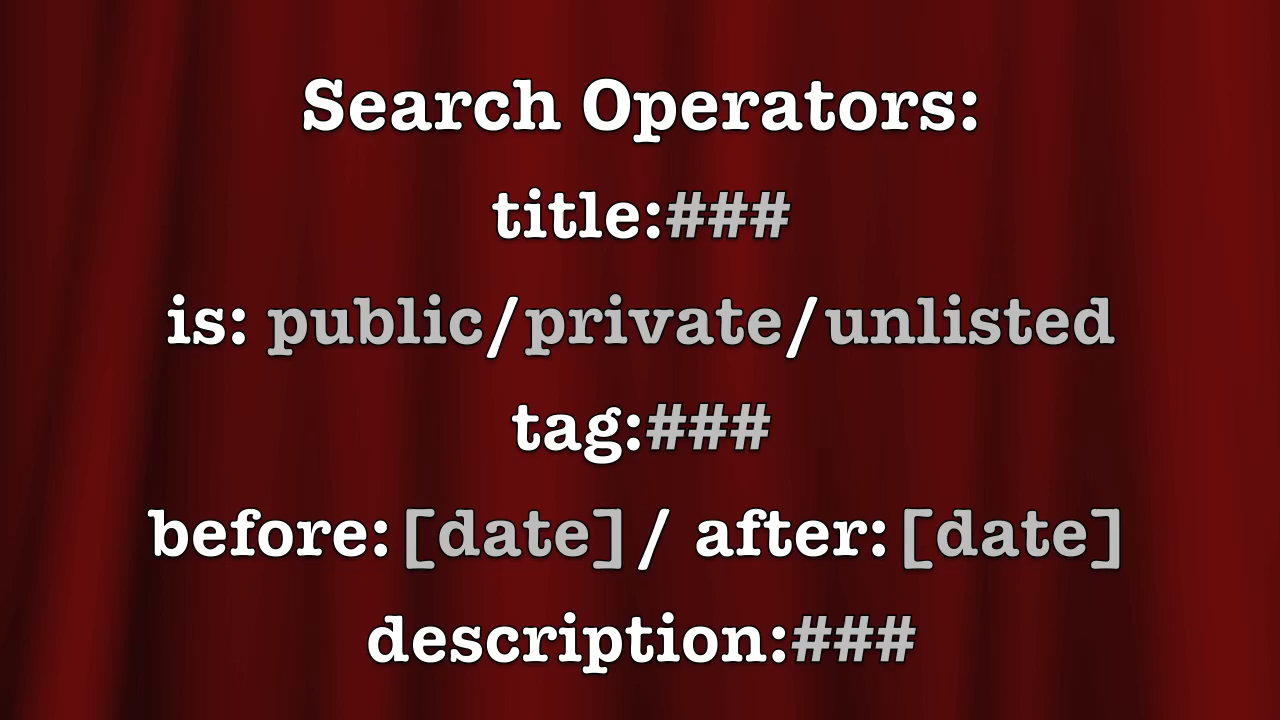 Search Operators:
title:###
is: public/private/unlisted
tag:###
before:[date]/ after:[date]
description:###